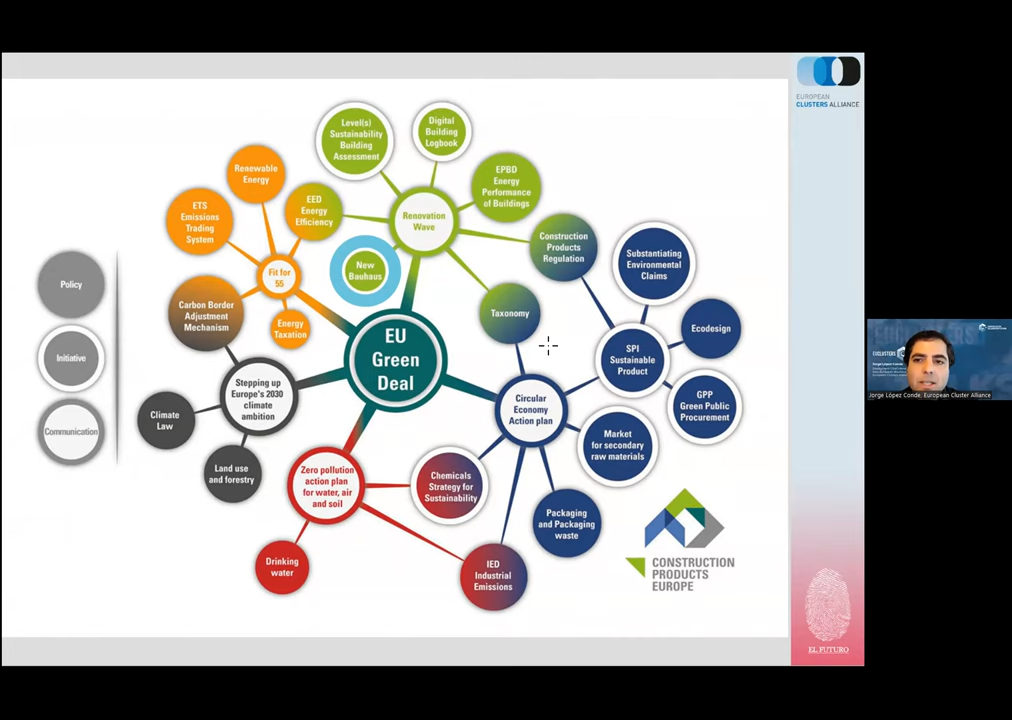 EUROPEAN
CLUSTERS ALLIANCE
Level(s)
Sustainability
Building
Assessment
Digital
Building
Logbook
Renewable
Energy
EPBD
Energy
Performance
of Buildings
ETS
Emissions
Trading
System
EED
Energy
Efficiency
Renovation
Wave
Construction
Products
Regulation
Substantiating
Environmental
Claims
New
Bauhaus
Policy
Fit for
55
Carbon Border
Adjustment
Mechanism
Energy
Taxation
Taxonomy
Ecodesign
EU
Green
Deal
Initiative
SPI
Sustainable
Product
Stepping up
Europe's 2030
climate
ambition
Circular
Economy
Action plan
GPP
Green Public
Procurement
Climate
Law
Communication
Market
for secondary
raw materials
Land use
and forestry
Zero pollution
action plan
for water, air
and soil
Chemicals
Strategy for
Sustainability
Packaging
and Packaging
waste
Drinking
water
IED
Industrial
Emissions
CONSTRUCTION
PRODUCTS
EUROPE
EL FUTURO
Jorge López Conde, European Cluster Alliance